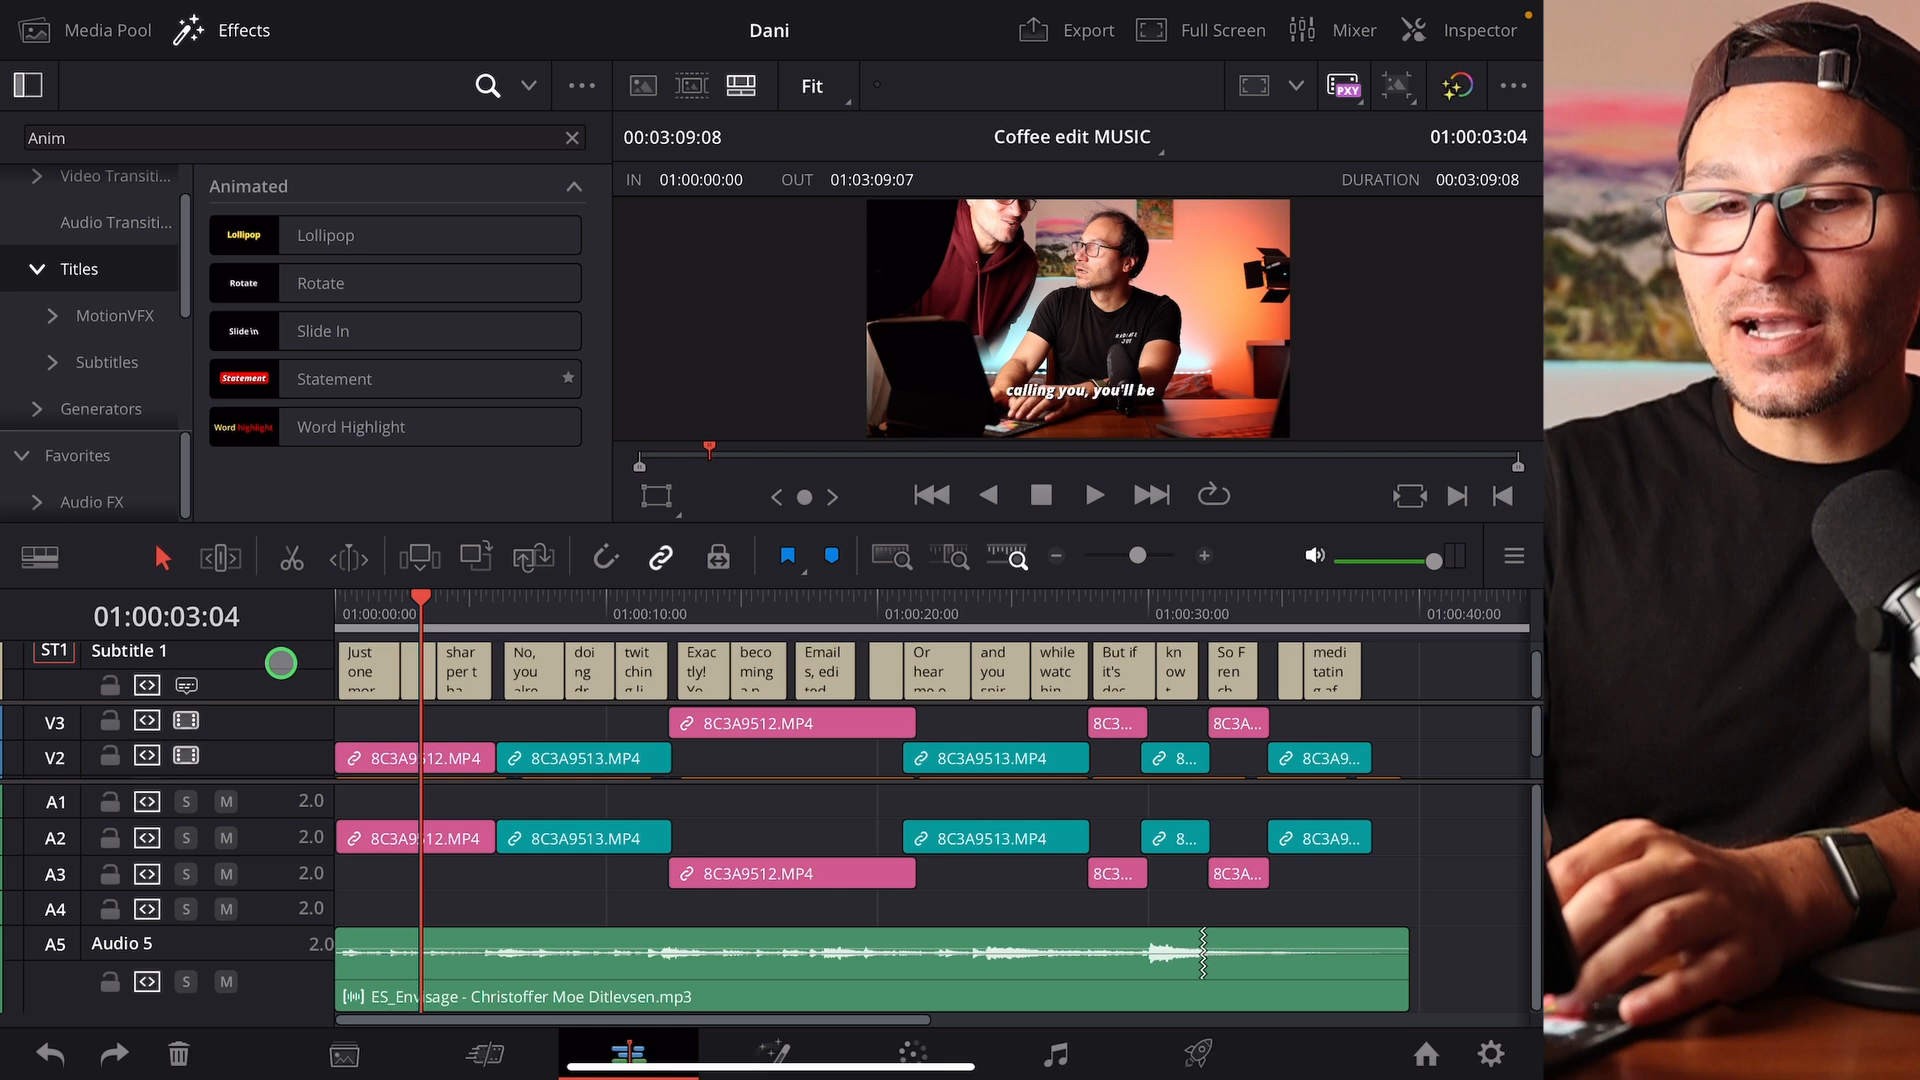 Media Pool
Effects
Dani
Export
Full Screen
Mixer
Inspector
Fit
PXY
Anim
00:03:09:08
Coffee edit MUSIC
01:00:03:04
IN 01:00:00:00 OUT 01:03:09:07
DURATION 00:03:09:08
Video Transiti...
Audio Transiti...
Titles
MotionVFX
Subtitles
Generators
Favorites
Audio FX
Animated
Lollipop Lollipop
Rotate Rotate
Slide in Slide In
Statement Statement
Word highlight Word Highlight
calling you, you'll be
01:00:03:04
01:00:00:00
01:00:10:00
01:00:20:00
01:00:30:00
01:00:40:00
ST1 Subtitle 1
Just
one
shar
per t
No,
you
doi
ng
twit
chin
Exac
tly!
beco
ming
Email
s, edi
Or
hear
and
you
while
watc
But if
it's
kn
ow
So F
ren
medi
tatin
V3
8C3A9512.MP4
8C3...
8C3A...
V2
8C3A9512.MP4
8C3A9513.MP4
8C3A9513.MP4
8...
8C3A9...
A1 S M 2.0
A2 S M 2.0
8C3A9512.MP4
8C3A9513.MP4
8C3A9513.MP4
8...
8C3A9...
A3 S M 2.0
8C3A9512.MP4
8C3...
8C3A...
A4 S M 2.0
A5 Audio 5 2.0
S M
ES_Envisage - Christoffer Moe Ditlevsen.mp3